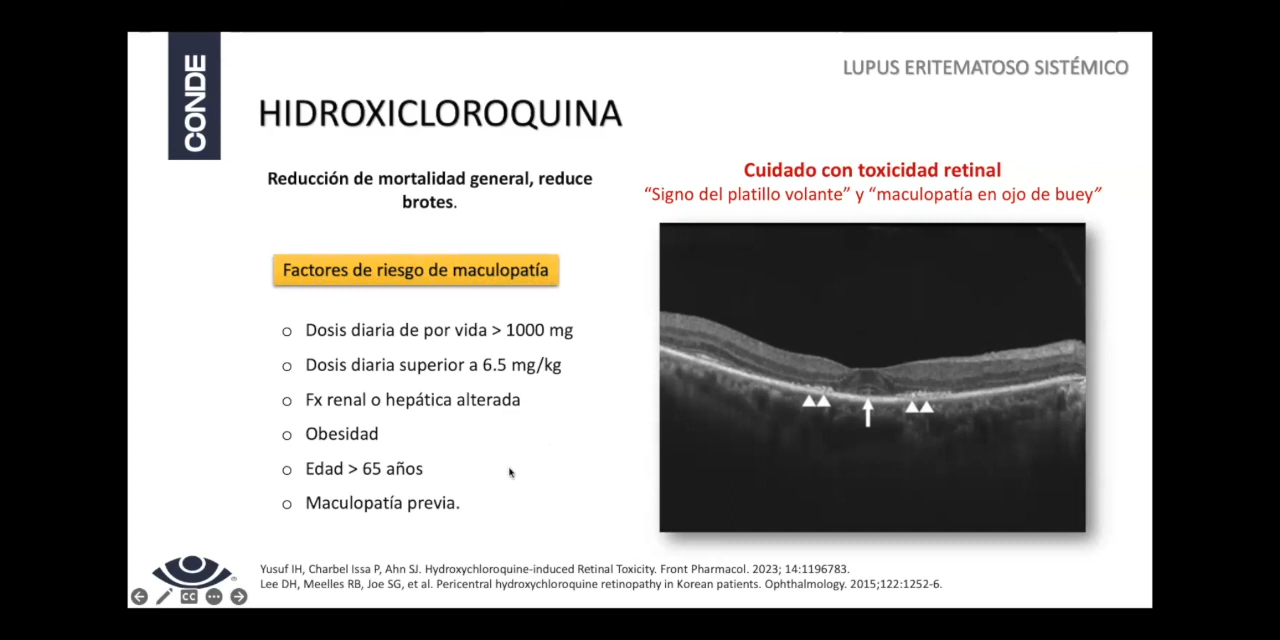 CONDE
LUPUS ERITEMATOSO SISTÉMICO
HIDROXICLOROQUINA
Reducción de mortalidad general, reduce
brotes.
Factores de riesgo de maculopatía
o Dosis diaria de por vida > 1000 mg
o Dosis diaria superior a 6.5 mg/kg
o Fx renal o hepática alterada
o Obesidad
o Edad > 65 años
o Maculopatía previa.
Cuidado con toxicidad retinal
“Signo del platillo volante” y “maculopatía en ojo de buey”
Yusuf IH, Charbel Issa P, Ahn SJ. Hydroxychloroquine-induced Retinal Toxicity. Front Pharmacol. 2023; 14:1196783.
Lee DH, Meelles RB, Joe SG, et al. Pericentral hydroxychloroquine retinopathy in Korean patients. Ophthalmology. 2015;122:1252-6.
CC